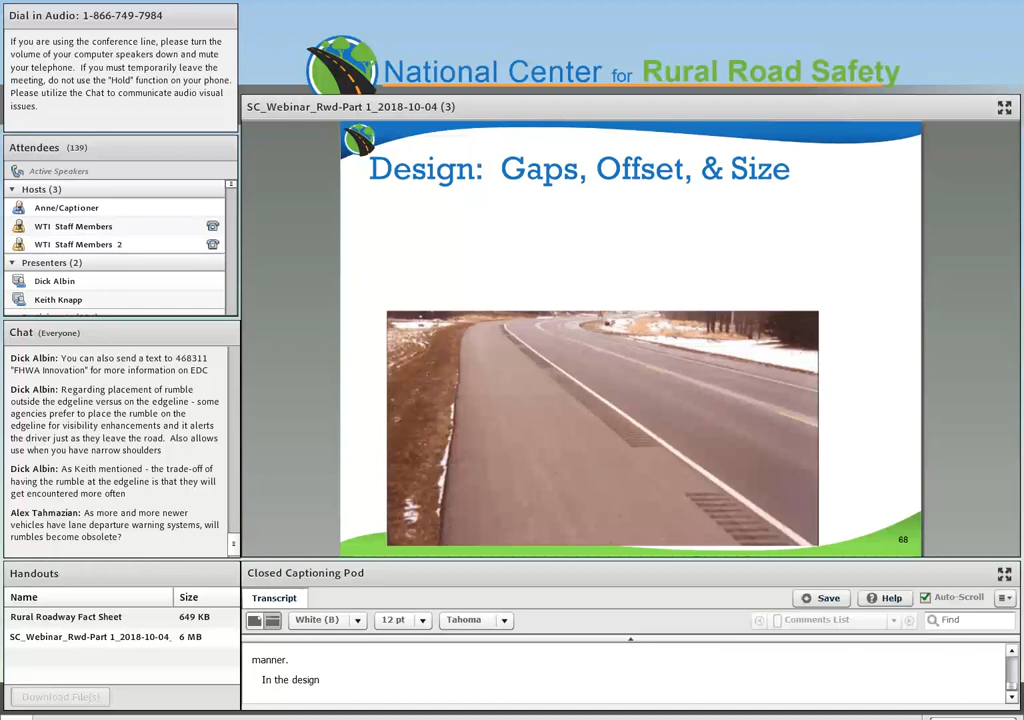 Dial in Audio: 1-866-749-7984
If you are using the conference line, please turn the
volume of your computer speakers down and mute
your telephone. If you must temporarily leave the
meeting, do not use the "Hold" function on your phone.
Please utilize the Chat to communicate audio visual
issues.
National Center for Rural Road Safety
SC_Webinar_Rwd-Part 1_2018-10-04 (3)
Attendees (139)
Active Speakers
Hosts (3)
Anne/Captioner
WTI Staff Members
WTI Staff Members 2
Presenters (2)
Dick Albin
Keith Knapp
Design: Gaps, Offset, & Size
68
Chat (Everyone)
Dick Albin: You can also send a text to 468311
"FHWA Innovation" for more information on EDC
Dick Albin: Regarding placement of rumble
outside the edgeline versus on the edgeline - some
agencies prefer to place the rumble on the
edgeline for visibility enhancements and it alerts
the driver just as they leave the road. Also allows
use when you have narrow shoulders
Dick Albin: As Keith mentioned - the trade-off of
having the rumble at the edgeline is that they will
get encountered more often
Alex Tahmazian: As more and more newer
vehicles have lane departure warning systems, will
rumbles become obsolete?
Handouts
Name Size
Rural Roadway Fact Sheet 649 KB
SC_Webinar_Rwd-Part 1_2018-10-04_ 6 MB
Download File(s)
Closed Captioning Pod
Transcript
Save
Help
Auto-Scroll
White (B)
12 pt
Tahoma
Comments List
Find
manner.
In the design